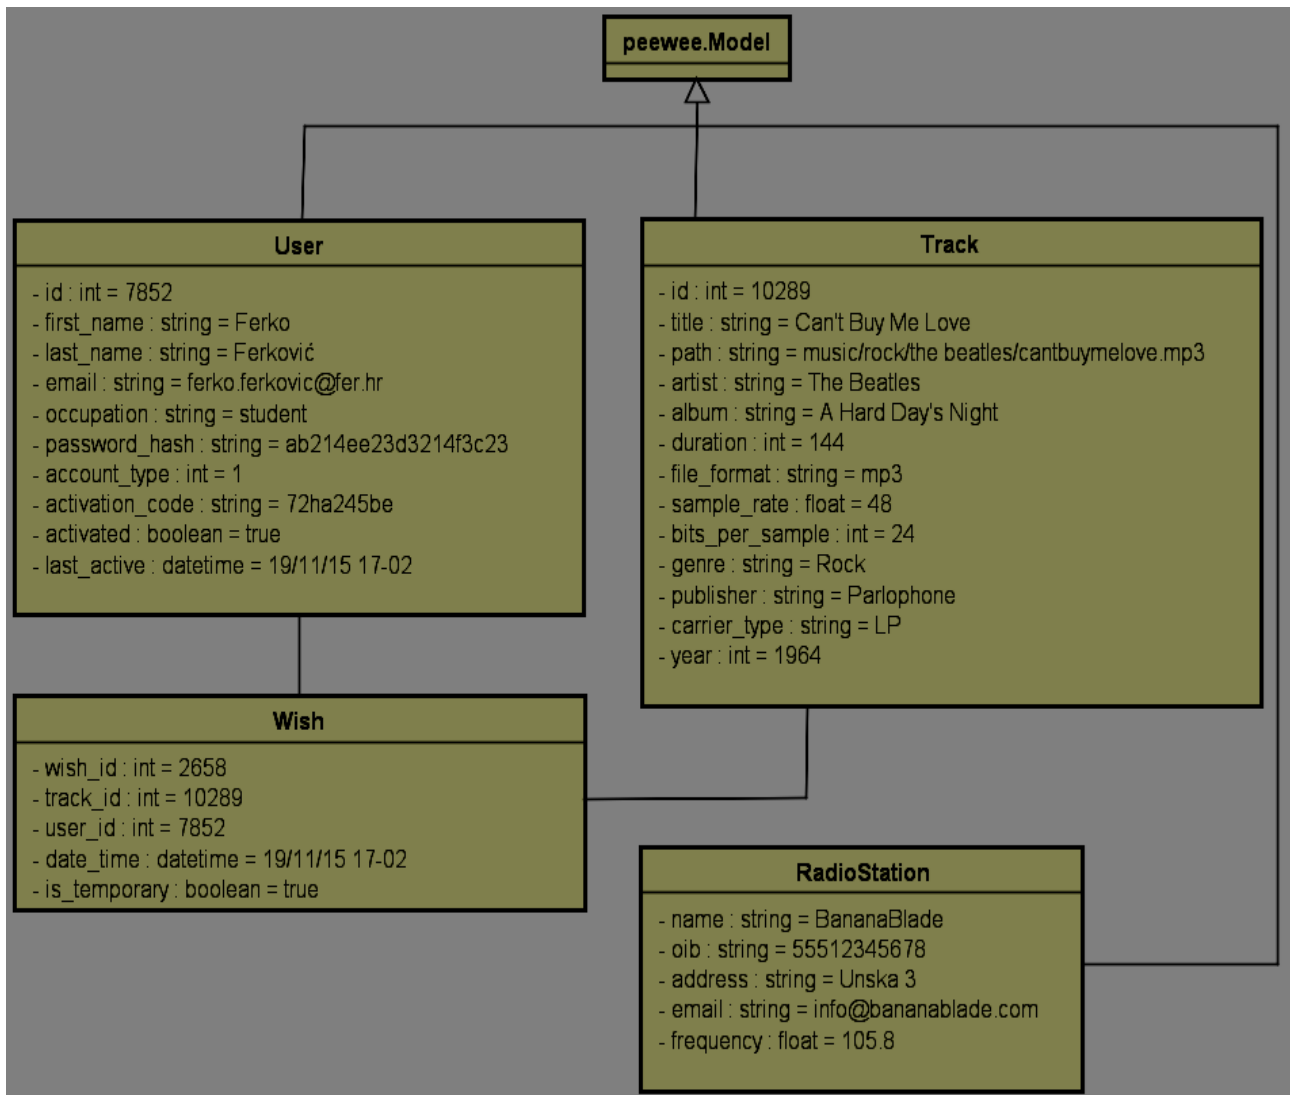 peewee.Model
User
- id : int = 7852
- first_name : string = Ferko
- last_name : string = Ferković
- email : string = ferko.ferkovic@fer.hr
- occupation : string = student
- password_hash : string = ab214ee23d3214f3c23
- account_type : int = 1
- activation_code : string = 72ha245be
- activated : boolean = true
- last_active : datetime = 19/11/15 17-02
Track
- id : int = 10289
- title : string = Can't Buy Me Love
- path : string = music/rock/the beatles/cantbuymelove.mp3
- artist : string = The Beatles
- album : string = A Hard Day's Night
- duration : int = 144
- file_format : string = mp3
- sample_rate : float = 48
- bits_per_sample : int = 24
- genre : string = Rock
- publisher : string = Parlophone
- carrier_type : string = LP
- year : int = 1964
Wish
- wish_id : int = 2658
- track_id : int = 10289
- user_id : int = 7852
- date_time : datetime = 19/11/15 17-02
- is_temporary : boolean = true
RadioStation
- name : string = BananaBlade
- oib : string = 55512345678
- address : string = Unska 3
- email : string = info@bananablade.com
- frequency : float = 105.8